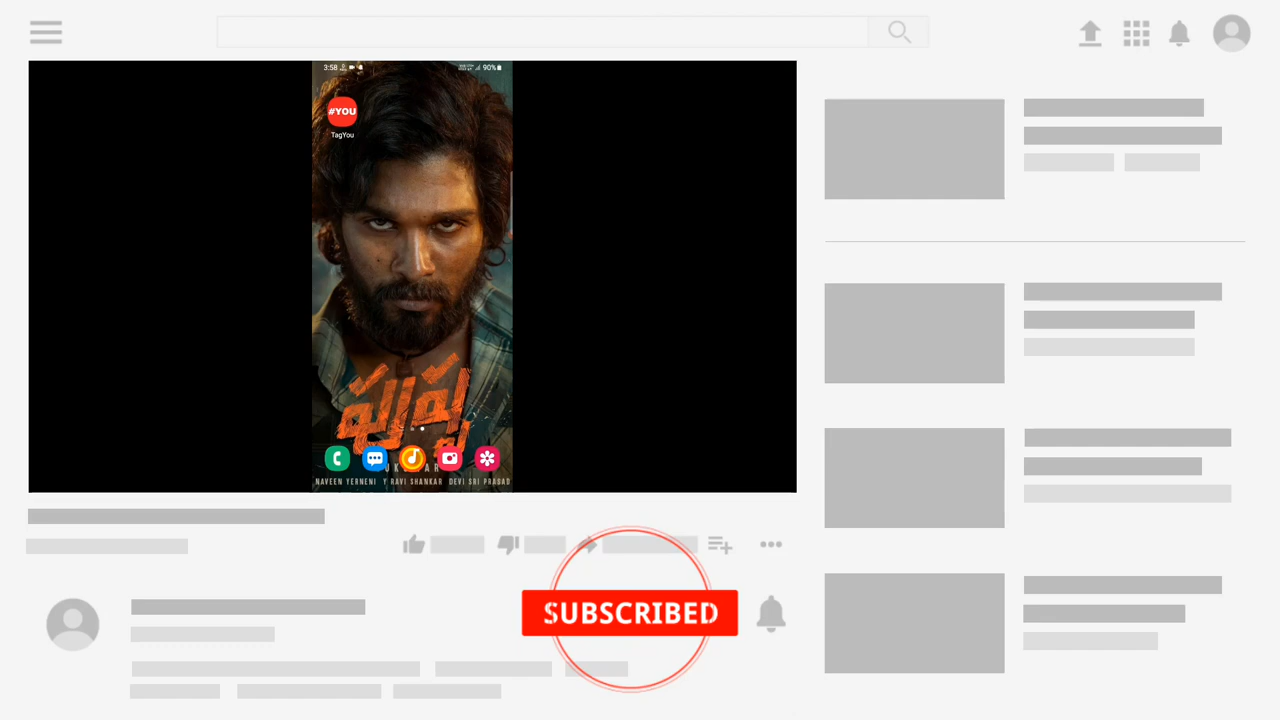 3:58
90%
#YOU
TagYou
పుష్ప
NAVEEN YERNENI Y RAVI SHANKAR DEVI SRI PRASAD
SUBSCRIBED